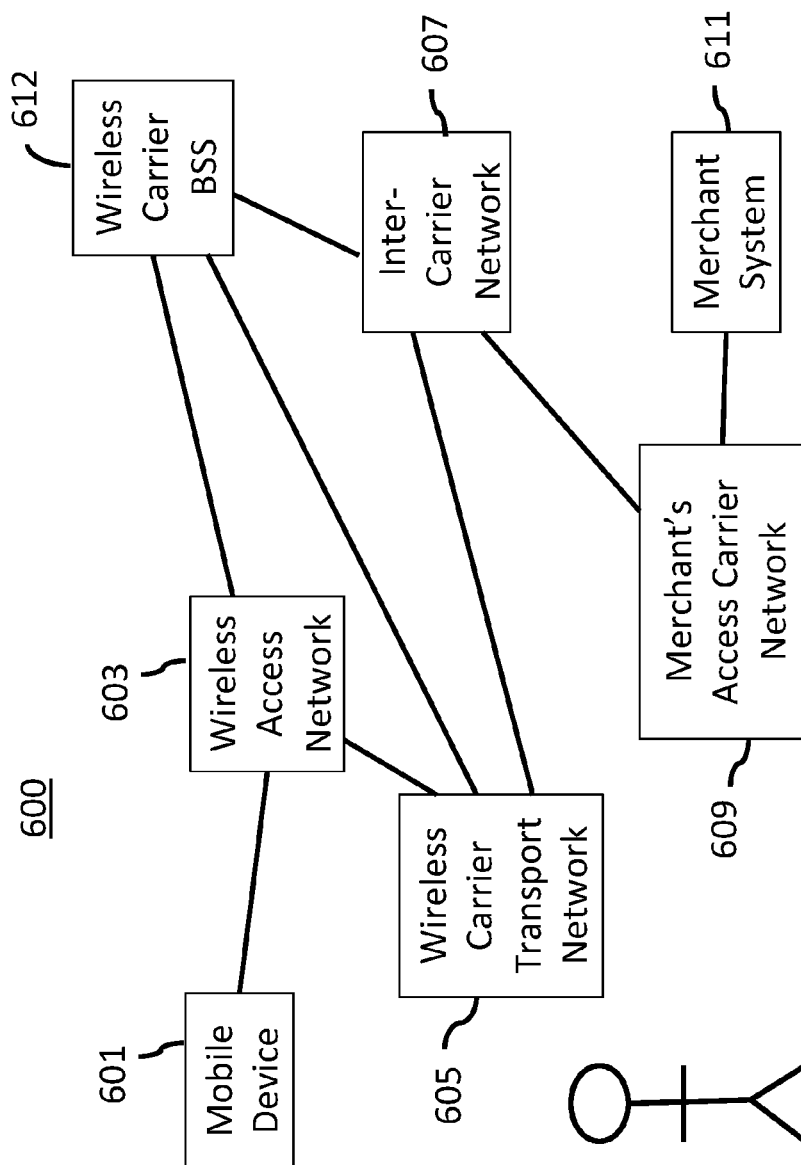 600
601
Mobile
Device
603
Wireless
Access
Network
612
Wireless
Carrier
BSS
605
Wireless
Carrier
Transport
Network
607
Inter-
Carrier
Network
609
Merchant's
Access Carrier
Network
611
Merchant
System